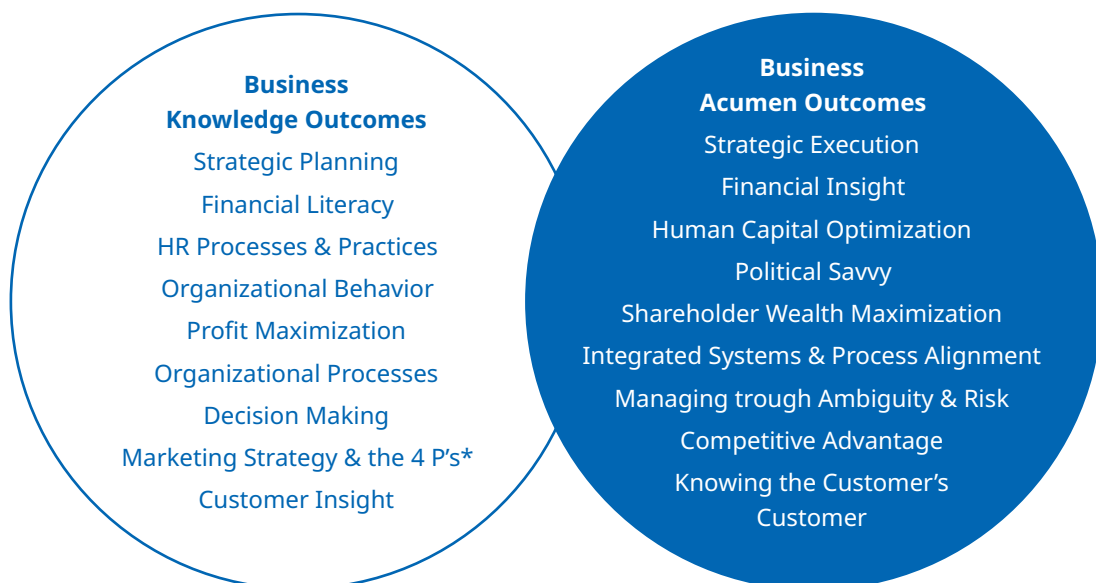 Business
Knowledge Outcomes
Strategic Planning
Financial Literacy
HR Processes & Practices
Organizational Behavior
Profit Maximization
Organizational Processes
Decision Making
Marketing Strategy & the 4 P’s*
Customer Insight
Business
Acumen Outcomes
Strategic Execution
Financial Insight
Human Capital Optimization
Political Savvy
Shareholder Wealth Maximization
Integrated Systems & Process Alignment
Managing trough Ambiguity & Risk
Competitive Advantage
Knowing the Customer’s
Customer